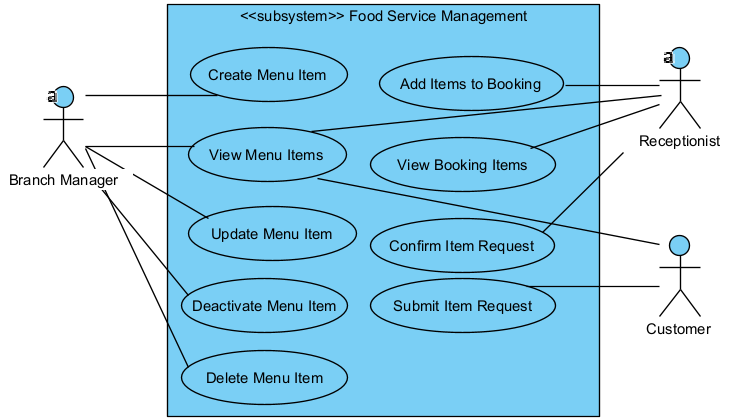 <<subsystem>> Food Service Management
a
Create Menu Item
Add Items to Booking
a
Receptionist
View Menu Items
View Booking Items
Branch Manager
Update Menu Item
Confirm Item Request
Deactivate Menu Item
Submit Item Request
Customer
Delete Menu Item